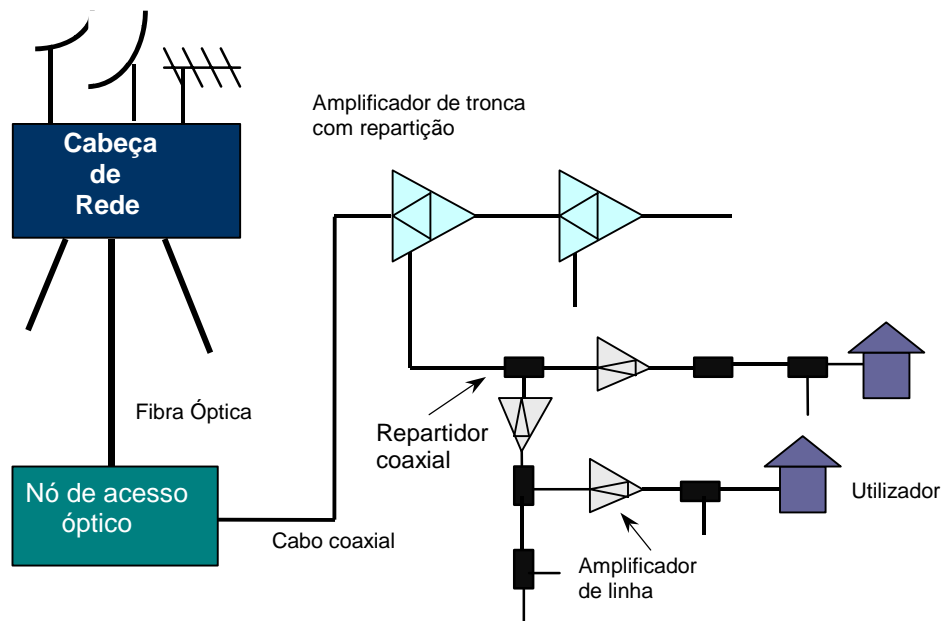 Cabeça
de
Rede
Amplificador de tronca
com repartição
Fibra Óptica
Repartidor
coaxial
Nó de acesso
óptico
Cabo coaxial
Utilizador
Amplificador
de linha